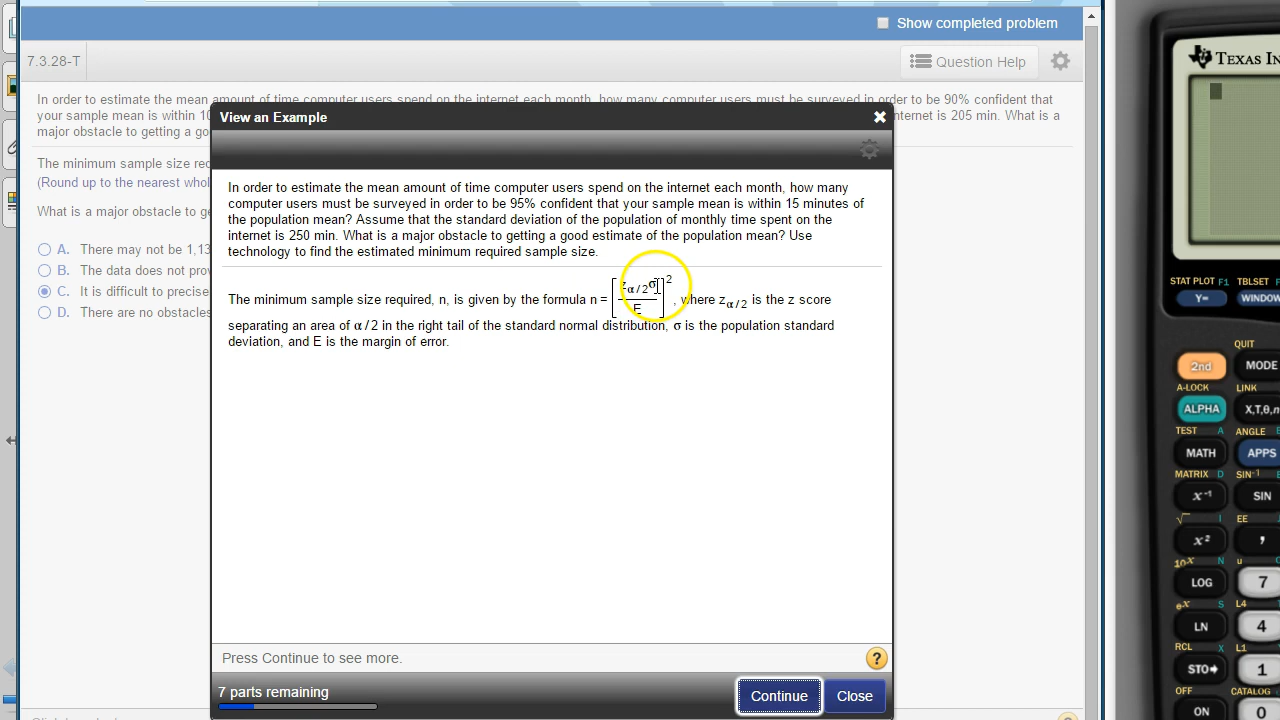 Show completed problem
7.3.28-T
Question Help
In order to estimate the mean amount of time computer users spend on the internet each month, how many computer users must be surveyed in order to be 90% confident that
your sample mean is within 10
nternet is 205 min. What is a
major obstacle to getting a go
The minimum sample size req
(Round up to the nearest whol
What is a major obstacle to ge
A. There may not be 1,13
B. The data does not prov
C. It is difficult to precise
D. There are no obstacles
View an Example
In order to estimate the mean amount of time computer users spend on the internet each month, how many
computer users must be surveyed in order to be 95% confident that your sample mean is within 15 minutes of
the population mean? Assume that the standard deviation of the population of monthly time spent on the
internet is 250 min. What is a major obstacle to getting a good estimate of the population mean? Use
technology to find the estimated minimum required sample size.
The minimum sample size required, n, is given by the formula n = [zα/2σ / E]², where zα/2 is the z score
separating an area of α/2 in the right tail of the standard normal distribution, σ is the population standard
deviation, and E is the margin of error.
Press Continue to see more.
?
7 parts remaining
Continue
Close
TEXAS IN
STAT PLOT F1 TBLSET
Y= WINDOW
QUIT
2nd MODE
A-LOCK LINK
ALPHA X,T,θ,n
TEST A ANGLE
MATH APPS
MATRIX D SIN⁻¹ E
x⁻¹ SIN
√ I EE
x² ,
10ˣ N u
LOG 7
eˣ S L4
LN 4
RCL X L1
STO➔ 1
OFF CATALOG
ON 0